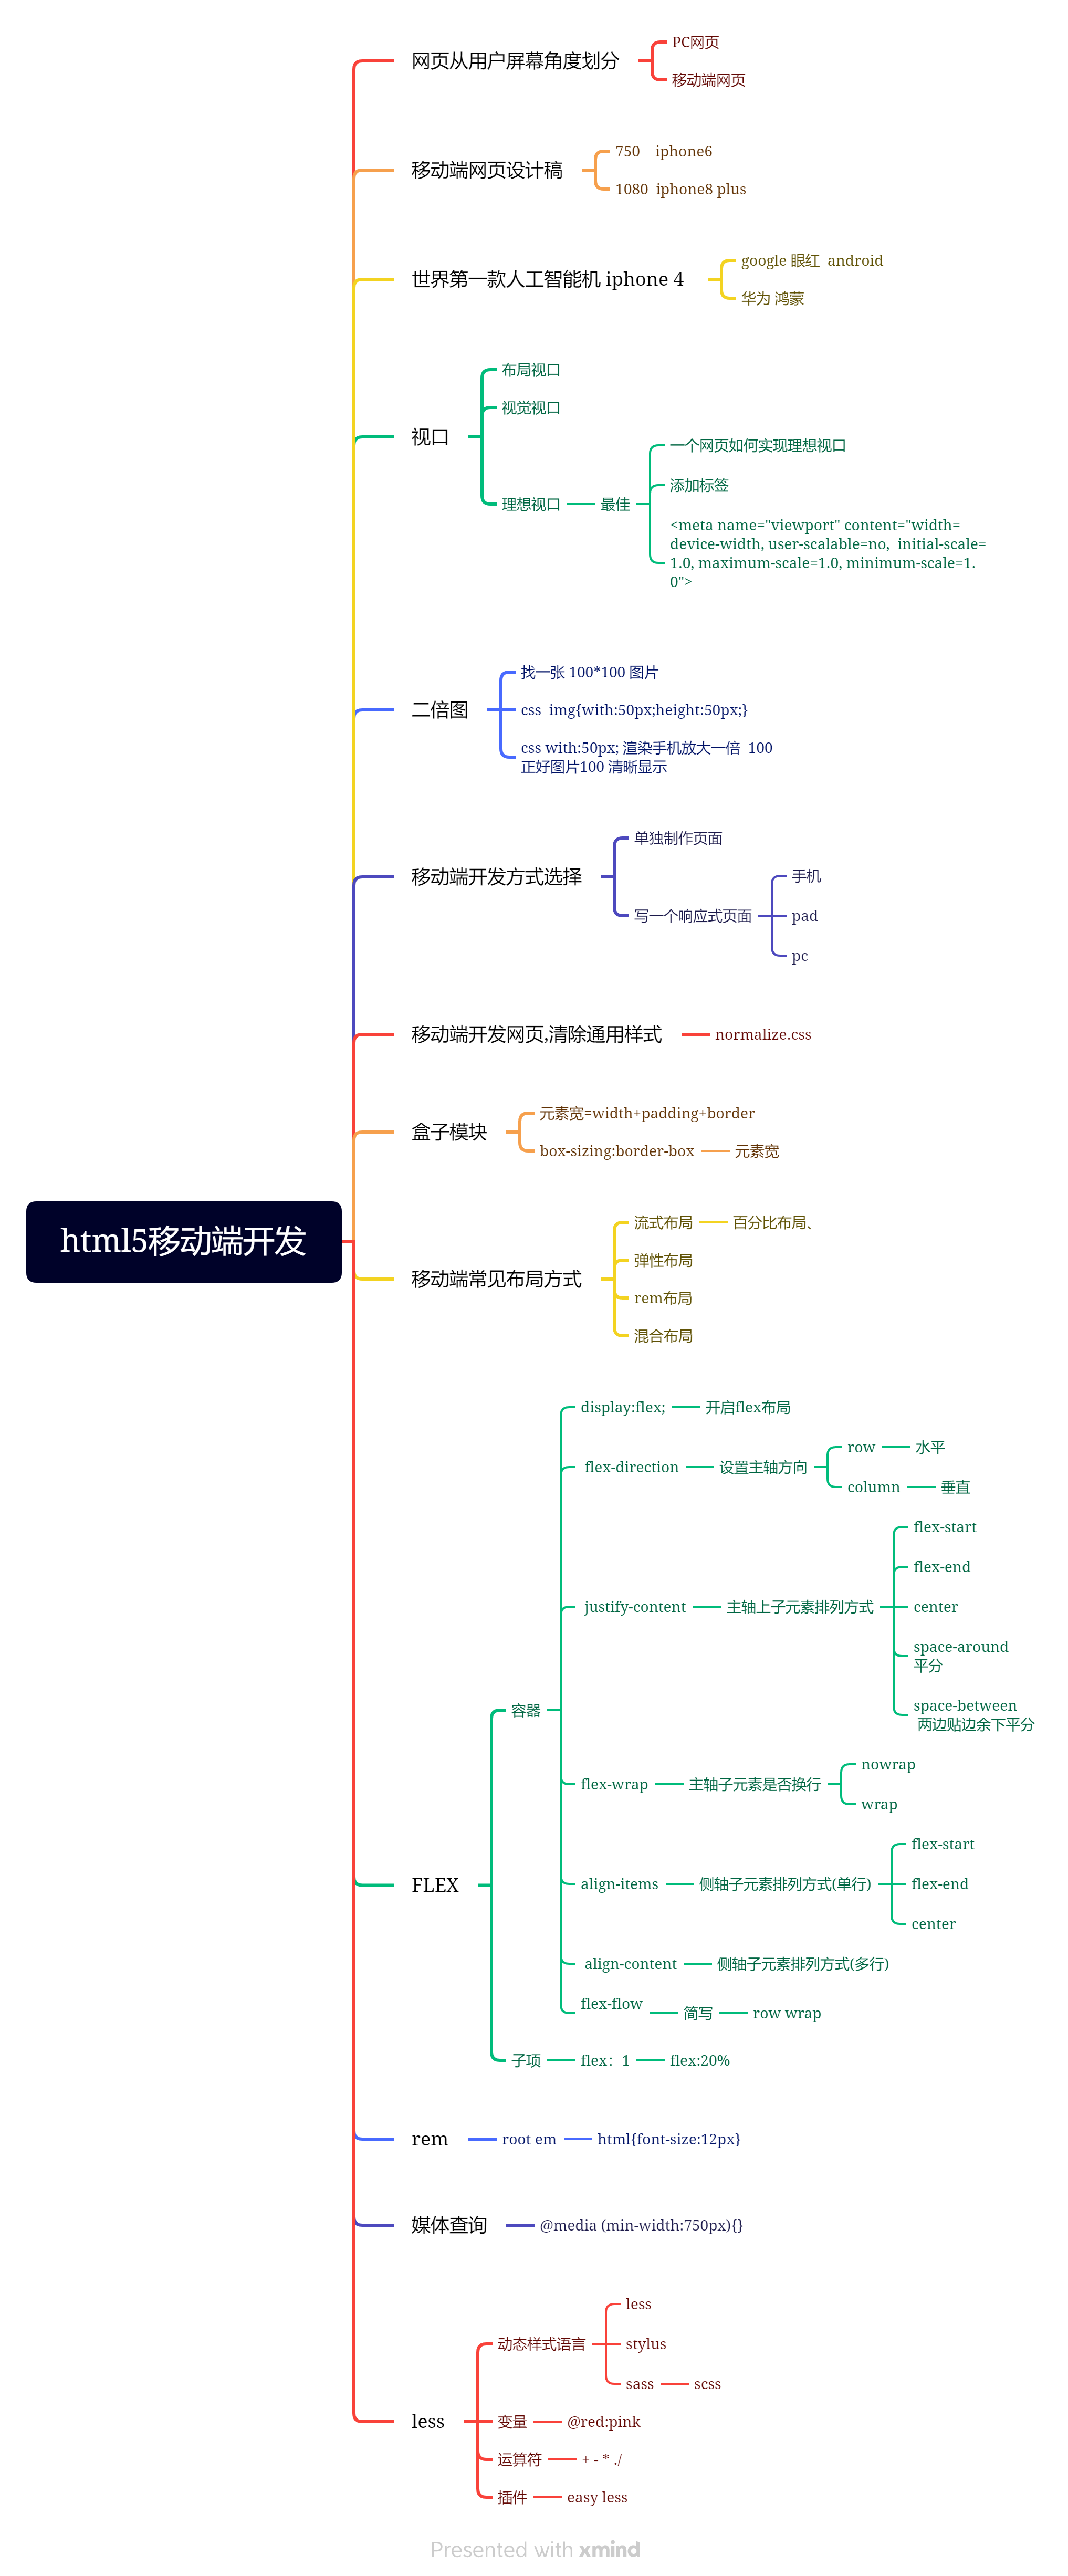 网页从用户屏幕角度划分
PC网页
移动端网页
移动端网页设计稿
750    iphone6
1080  iphone8 plus
世界第一款人工智能机 iphone 4
google 眼红  android
华为 鸿蒙
视口
布局视口
视觉视口
理想视口
最佳
一个网页如何实现理想视口
添加标签
<meta name="viewport" content="width=
device-width, user-scalable=no,  initial-scale=
1.0, maximum-scale=1.0, minimum-scale=1.
0">
二倍图
找一张 100*100 图片
css  img{with:50px;height:50px;}
css with:50px; 渲染手机放大一倍  100
正好图片100 清晰显示
移动端开发方式选择
单独制作页面
写一个响应式页面
手机
pad
pc
移动端开发网页,清除通用样式
normalize.css
盒子模块
元素宽=width+padding+border
box-sizing:border-box
元素宽
html5移动端开发
移动端常见布局方式
流式布局
百分比布局、
弹性布局
rem布局
混合布局
FLEX
容器
display:flex;
开启flex布局
flex-direction
设置主轴方向
row
水平
column
垂直
justify-content
主轴上子元素排列方式
flex-start
flex-end
center
space-around
平分
space-between
两边贴边余下平分
flex-wrap
主轴子元素是否换行
nowrap
wrap
align-items
侧轴子元素排列方式(单行)
flex-start
flex-end
center
align-content
侧轴子元素排列方式(多行)
flex-flow
简写
row wrap
子项
flex：1
flex:20%
rem
root em
html{font-size:12px}
媒体查询
@media (min-width:750px){}
less
动态样式语言
less
stylus
sass
scss
变量
@red:pink
运算符
+ - * ./
插件
easy less
Presented with xmind